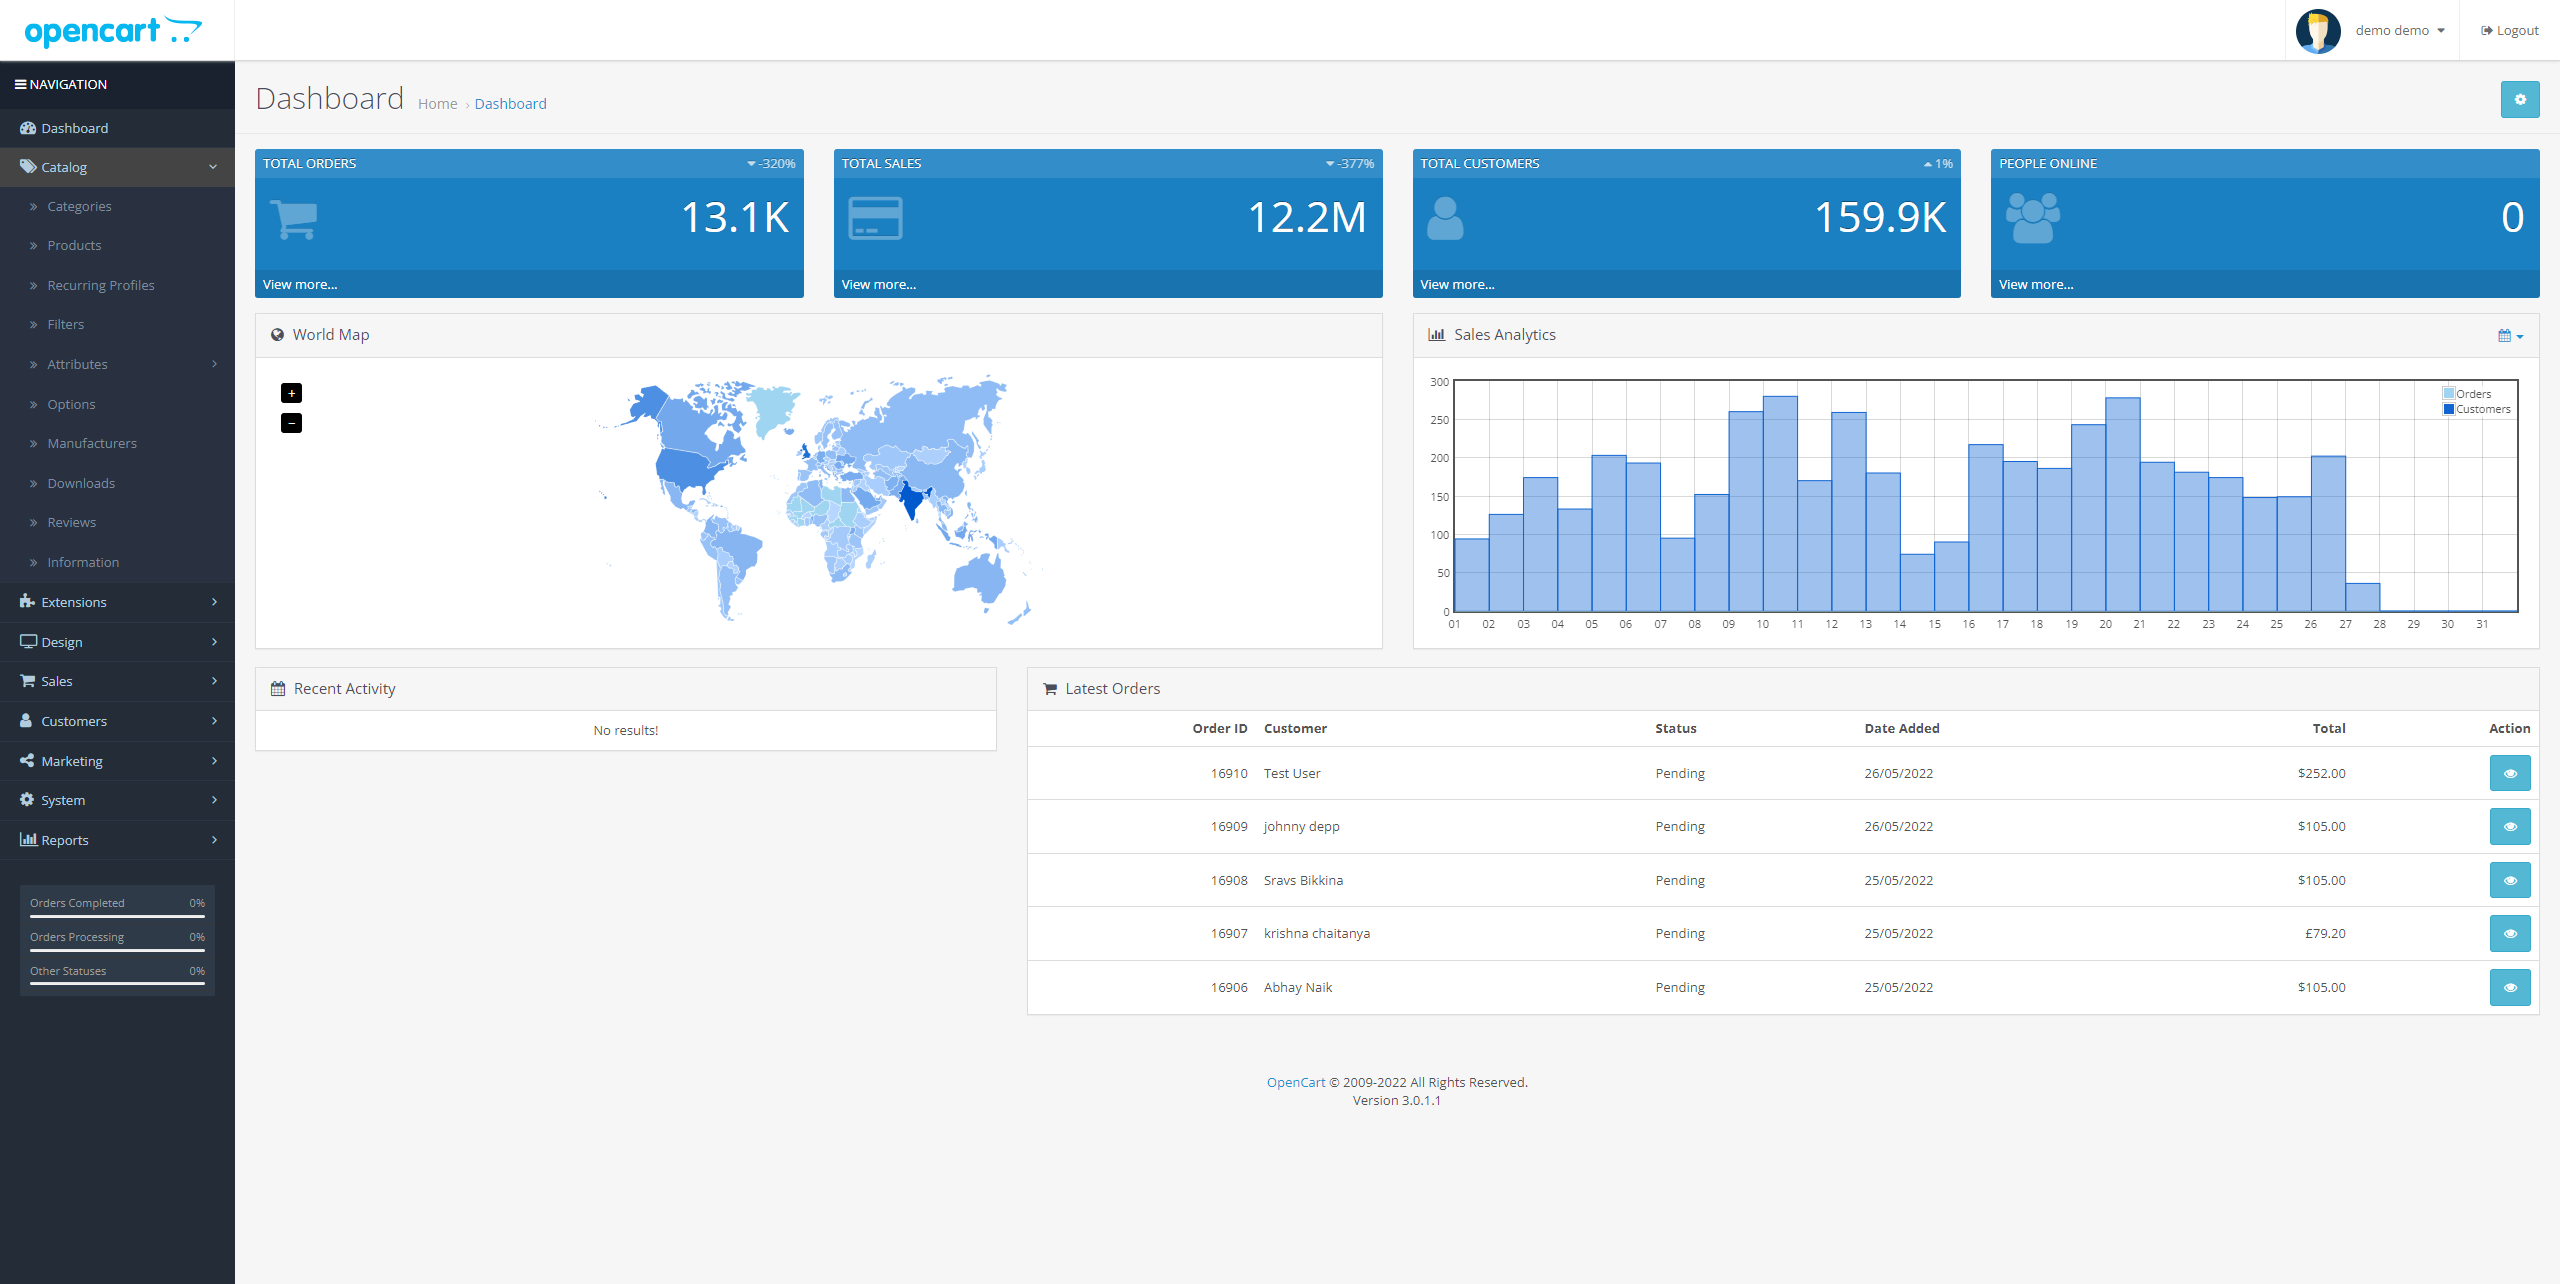 opencart
demo demo
Logout
NAVIGATION
Dashboard
Catalog
Categories
Products
Recurring Profiles
Filters
Attributes
Options
Manufacturers
Downloads
Reviews
Information
Extensions
Design
Sales
Customers
Marketing
System
Reports
Orders Completed 0%
Orders Processing 0%
Other Statuses 0%
Dashboard Home › Dashboard
TOTAL ORDERS -320%
13.1K
View more...
TOTAL SALES -377%
12.2M
View more...
TOTAL CUSTOMERS 1%
159.9K
View more...
PEOPLE ONLINE
0
View more...
World Map
+
−
Sales Analytics
Orders
Customers
300
250
200
150
100
50
0
01 02 03 04 05 06 07 08 09 10 11 12 13 14 15 16 17 18 19 20 21 22 23 24 25 26 27 28 29 30 31
Recent Activity
No results!
Latest Orders
Order ID Customer Status Date Added Total Action
16910 Test User Pending 26/05/2022 $252.00
16909 johnny depp Pending 26/05/2022 $105.00
16908 Sravs Bikkina Pending 25/05/2022 $105.00
16907 krishna chaitanya Pending 25/05/2022 £79.20
16906 Abhay Naik Pending 25/05/2022 $105.00
OpenCart © 2009-2022 All Rights Reserved.
Version 3.0.1.1